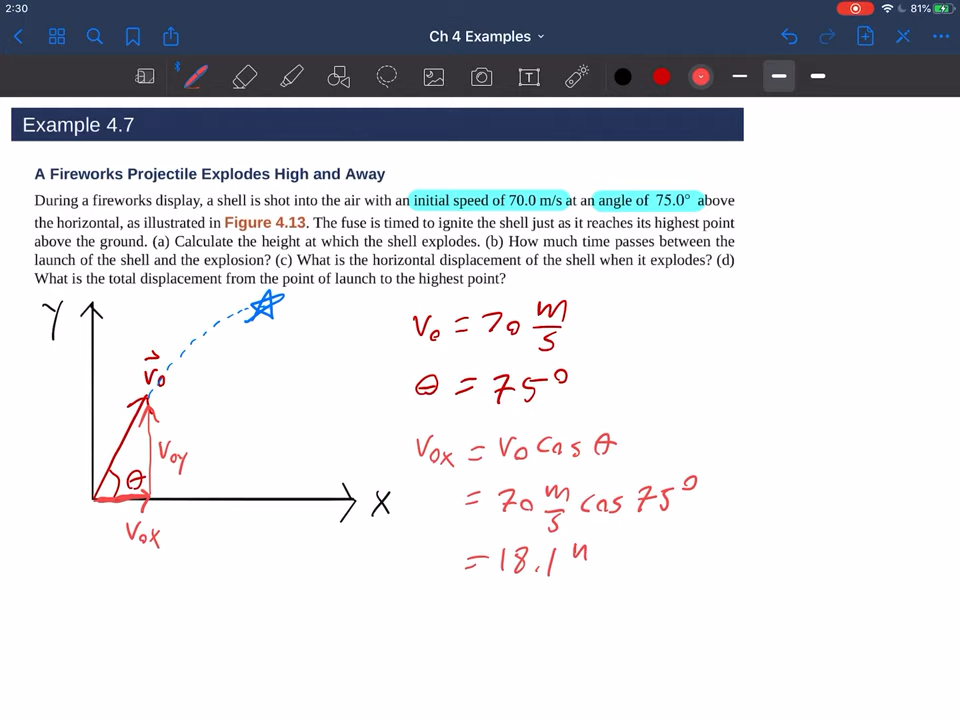 2:30
81%
Ch 4 Examples
T
Example 4.7
A Fireworks Projectile Explodes High and Away
During a fireworks display, a shell is shot into the air with an initial speed of 70.0 m/s at an angle of 75.0° above
the horizontal, as illustrated in Figure 4.13. The fuse is timed to ignite the shell just as it reaches its highest point
above the ground. (a) Calculate the height at which the shell explodes. (b) How much time passes between the
launch of the shell and the explosion? (c) What is the horizontal displacement of the shell when it explodes? (d)
What is the total displacement from the point of launch to the highest point?
Y
v⃗₀
V₀y
θ
X
V₀x
V₀ = 70 m/s
θ = 75°
V₀x = V₀ cos θ
= 70 m/s cos 75°
= 18.1